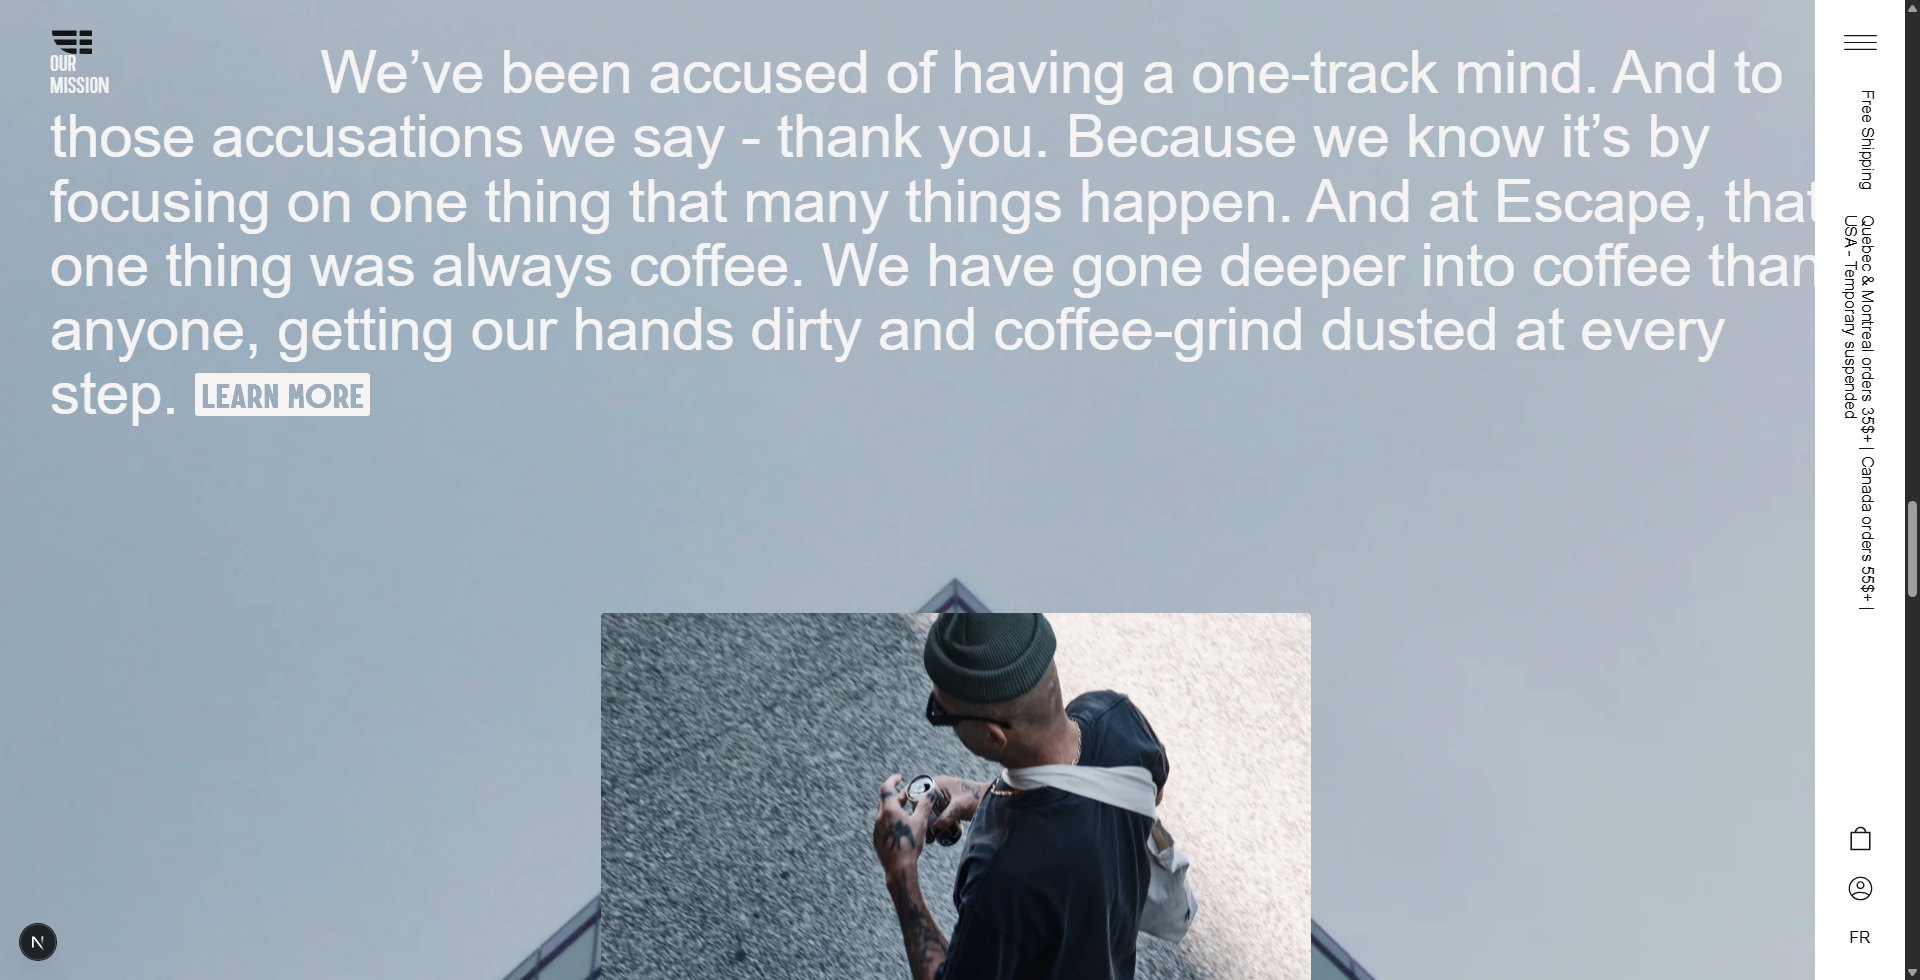 OUR
MISSION
We’ve been accused of having a one-track mind. And to
those accusations we say - thank you. Because we know it’s by
focusing on one thing that many things happen. And at Escape, that
one thing was always coffee. We have gone deeper into coffee than
anyone, getting our hands dirty and coffee-grind dusted at every
step. LEARN MORE
Free Shipping
Quebec & Montreal orders 35$+ | Canada orders 55$+ |
USA - Temporary suspended
FR
N